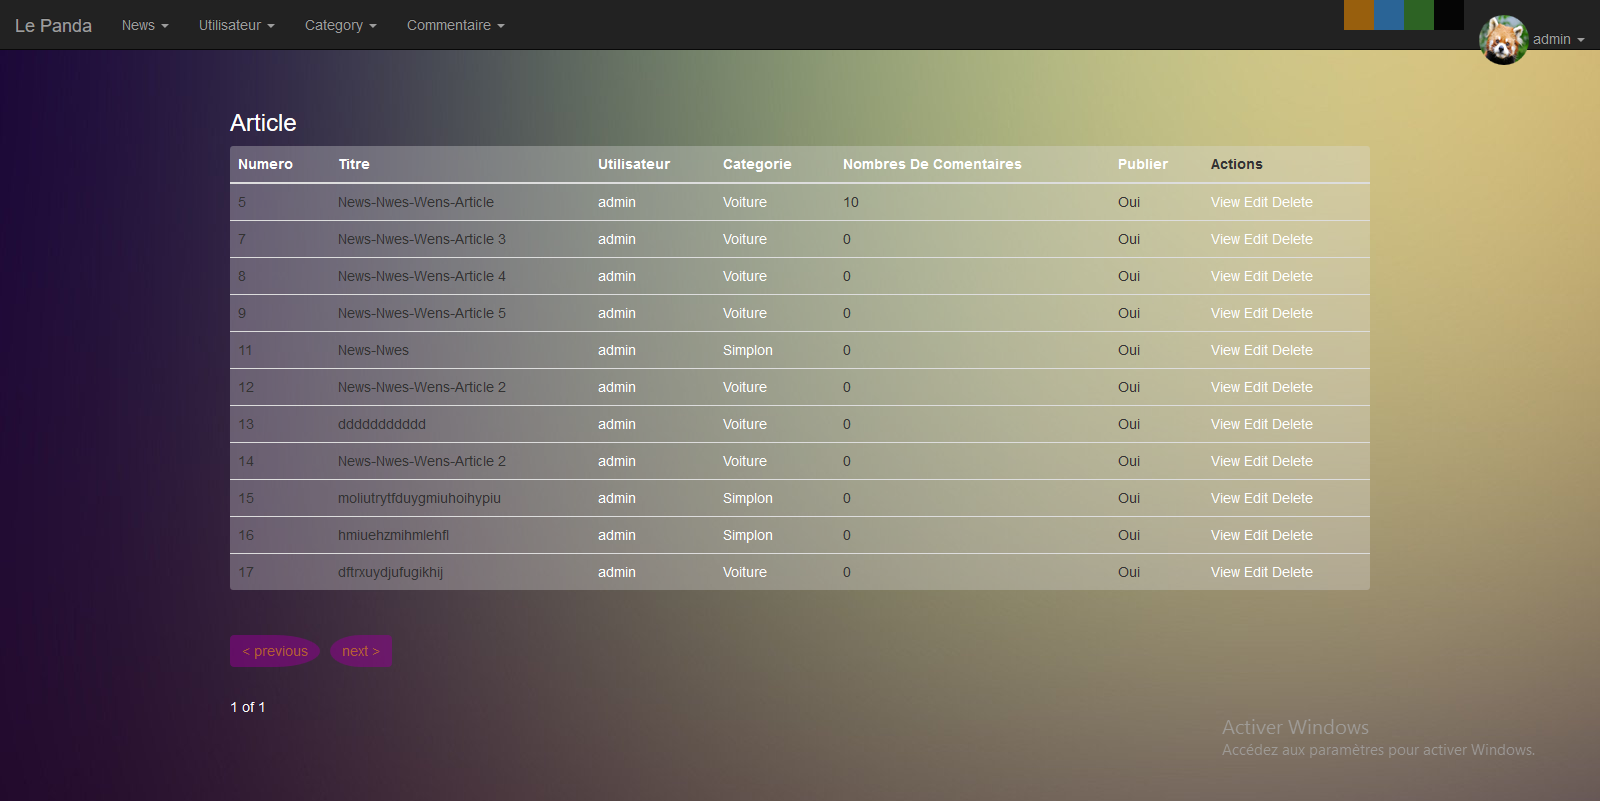 Le Panda News Utilisateur Category Commentaire admin
Article
Numero Titre Utilisateur Categorie Nombres De Comentaires Publier Actions
5 News-Nwes-Wens-Article admin Voiture 10 Oui View Edit Delete
7 News-Nwes-Wens-Article 3 admin Voiture 0 Oui View Edit Delete
8 News-Nwes-Wens-Article 4 admin Voiture 0 Oui View Edit Delete
9 News-Nwes-Wens-Article 5 admin Voiture 0 Oui View Edit Delete
11 News-Nwes admin Simplon 0 Oui View Edit Delete
12 News-Nwes-Wens-Article 2 admin Voiture 0 Oui View Edit Delete
13 ddddddddddd admin Voiture 0 Oui View Edit Delete
14 News-Nwes-Wens-Article 2 admin Voiture 0 Oui View Edit Delete
15 moliutrytfduygmiuhoihypiu admin Simplon 0 Oui View Edit Delete
16 hmiuehzmihmlehfl admin Simplon 0 Oui View Edit Delete
17 dftrxuydjufugikhij admin Voiture 0 Oui View Edit Delete
< previous next >
1 of 1
Activer Windows
Accédez aux paramètres pour activer Windows.